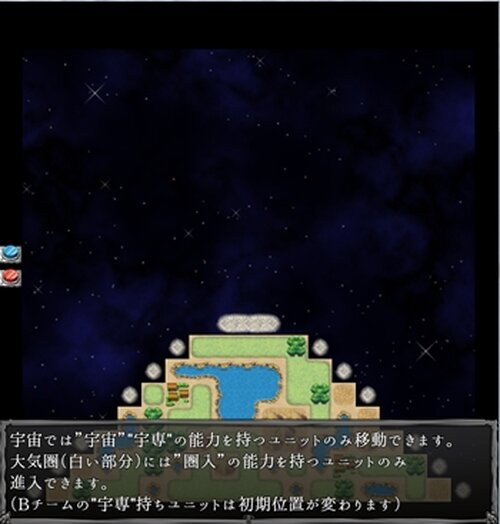 宇宙では”宇宙”"宇専"の能力を持つユニットのみ移動できます。
大気圏(白い部分)には”圏入”の能力を持つユニットのみ
進入できます。
(Bチームの"宇専"持ちユニットは初期位置が変わります)